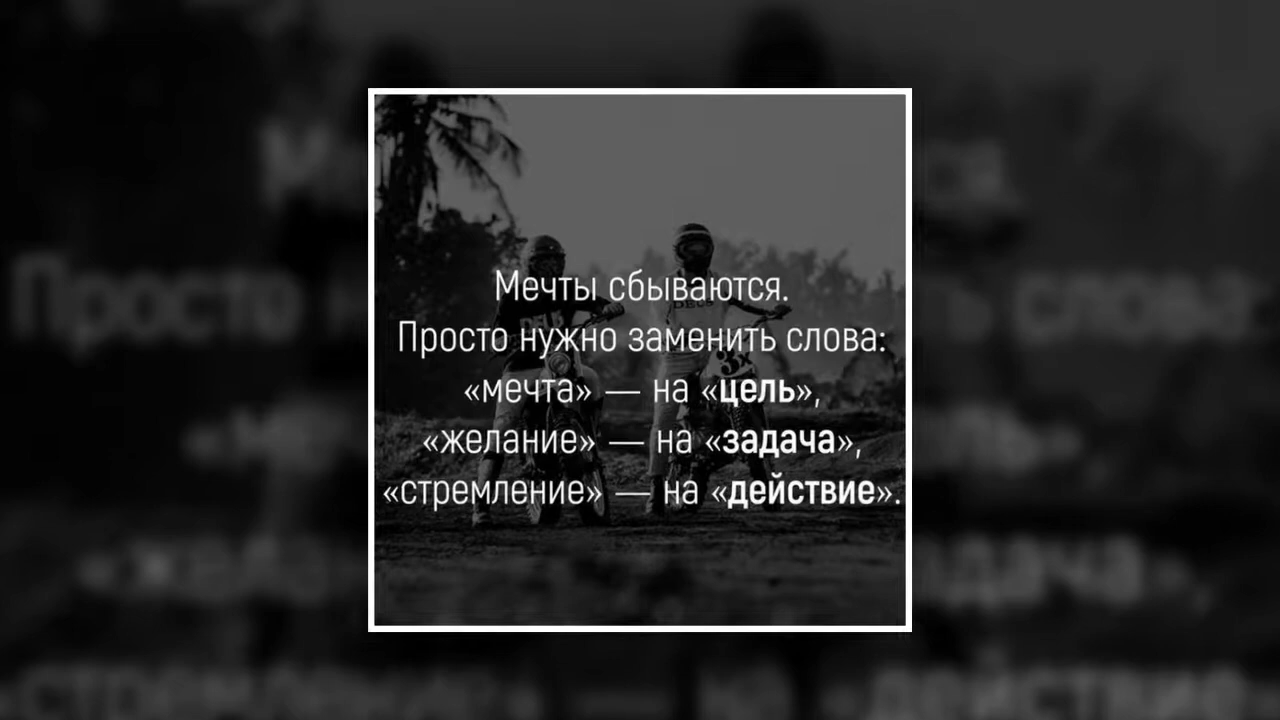 Мечты сбываются.
Просто нужно заменить слова:
«мечта» — на «цель»,
«желание» — на «задача»,
«стремление» — на «действие».